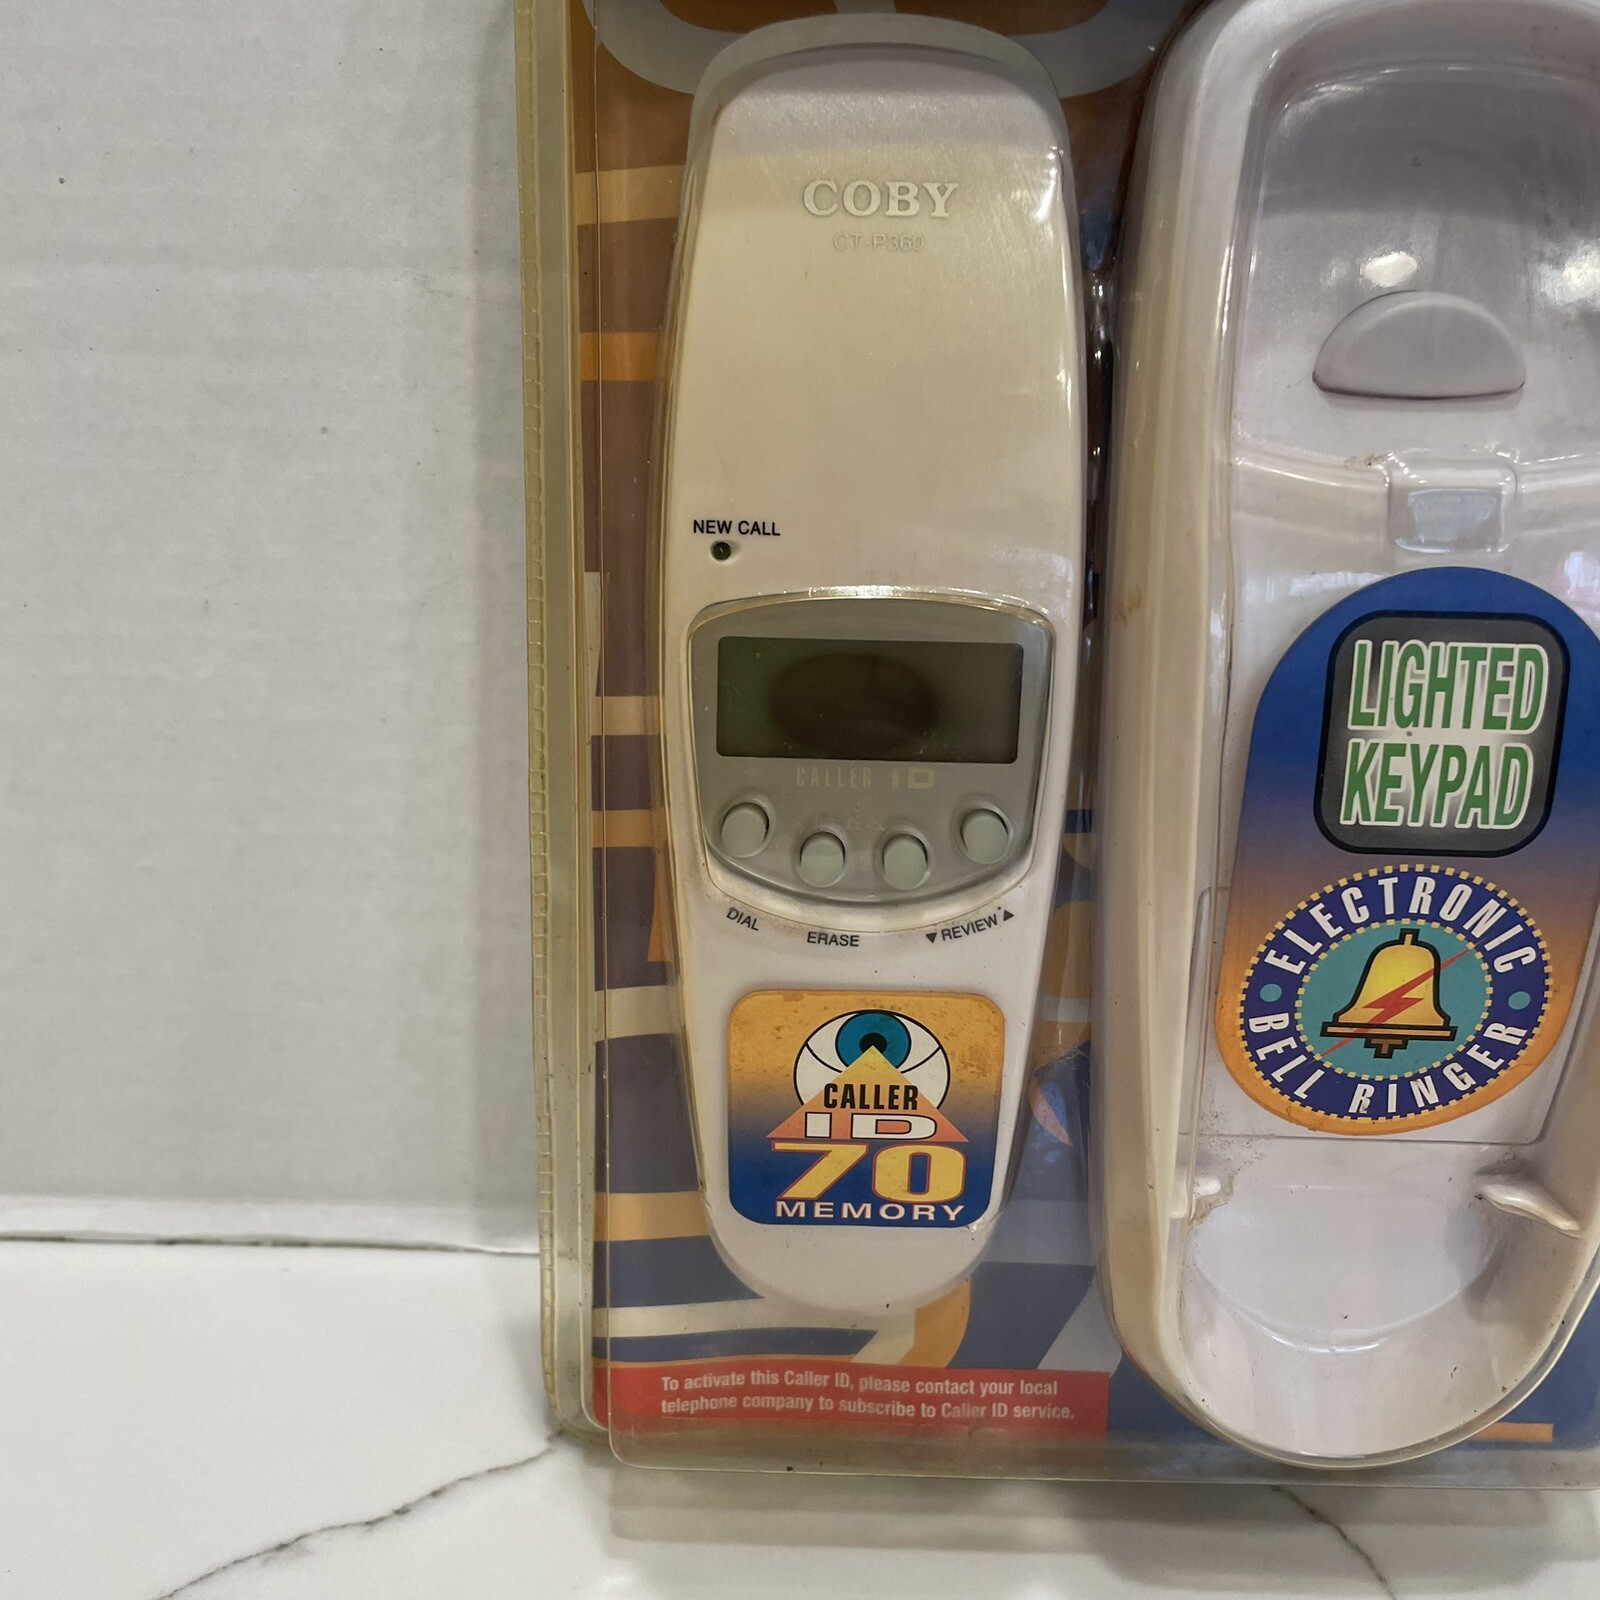 COBY
CT-P360
NEW CALL
CALLER ID
DIAL
ERASE
▼ REVIEW ▲
CALLER
ID
70
MEMORY
LIGHTED
KEYPAD
ELECTRONIC
BELL RINGER
To activate this Caller ID, please contact your local
telephone company to subscribe to Caller ID service.